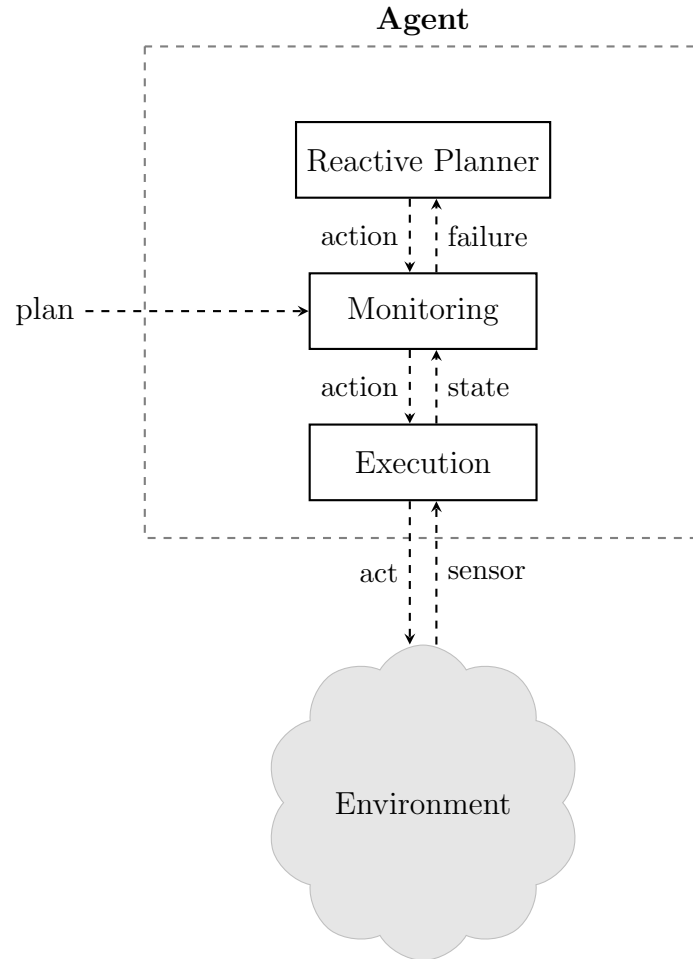 Agent
Reactive Planner
action failure
plan
Monitoring
action state
Execution
act sensor
Environment